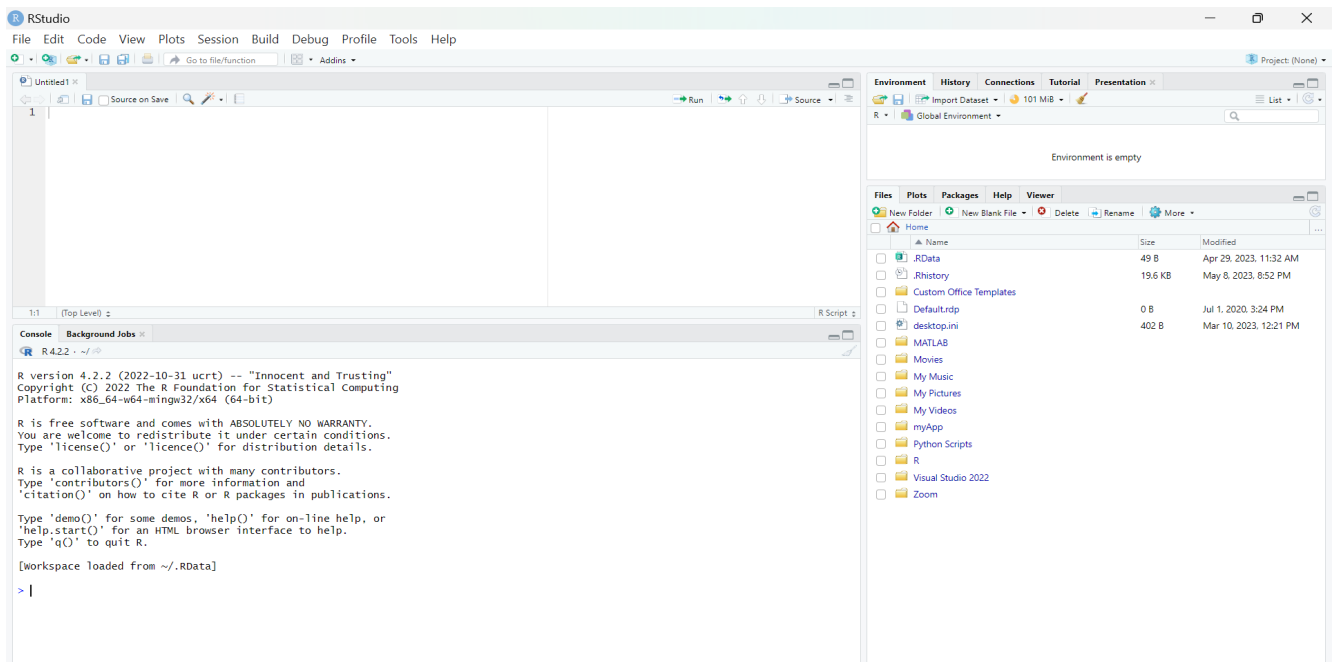 RStudio
File Edit Code View Plots Session Build Debug Profile Tools Help
Go to file/function Addins Project: (None)
Untitled1
Source on Save Run Source
1
1:1 (Top Level) R Script
Console Background Jobs
R 4.2.2 · ~/
R version 4.2.2 (2022-10-31 ucrt) -- "Innocent and Trusting"
Copyright (C) 2022 The R Foundation for Statistical Computing
Platform: x86_64-w64-mingw32/x64 (64-bit)
R is free software and comes with ABSOLUTELY NO WARRANTY.
You are welcome to redistribute it under certain conditions.
Type 'license()' or 'licence()' for distribution details.
R is a collaborative project with many contributors.
Type 'contributors()' for more information and
'citation()' on how to cite R or R packages in publications.
Type 'demo()' for some demos, 'help()' for on-line help, or
'help.start()' for an HTML browser interface to help.
Type 'q()' to quit R.
[Workspace loaded from ~/.RData]
>
Environment History Connections Tutorial Presentation
Import Dataset 101 MiB List
R Global Environment
Environment is empty
Files Plots Packages Help Viewer
New Folder New Blank File Delete Rename More
Home ...
Name Size Modified
.RData 49 B Apr 29, 2023, 11:32 AM
.Rhistory 19.6 KB May 8, 2023, 8:52 PM
Custom Office Templates
Default.rdp 0 B Jul 1, 2020, 3:24 PM
desktop.ini 402 B Mar 10, 2023, 12:21 PM
MATLAB
Movies
My Music
My Pictures
My Videos
myApp
Python Scripts
R
Visual Studio 2022
Zoom